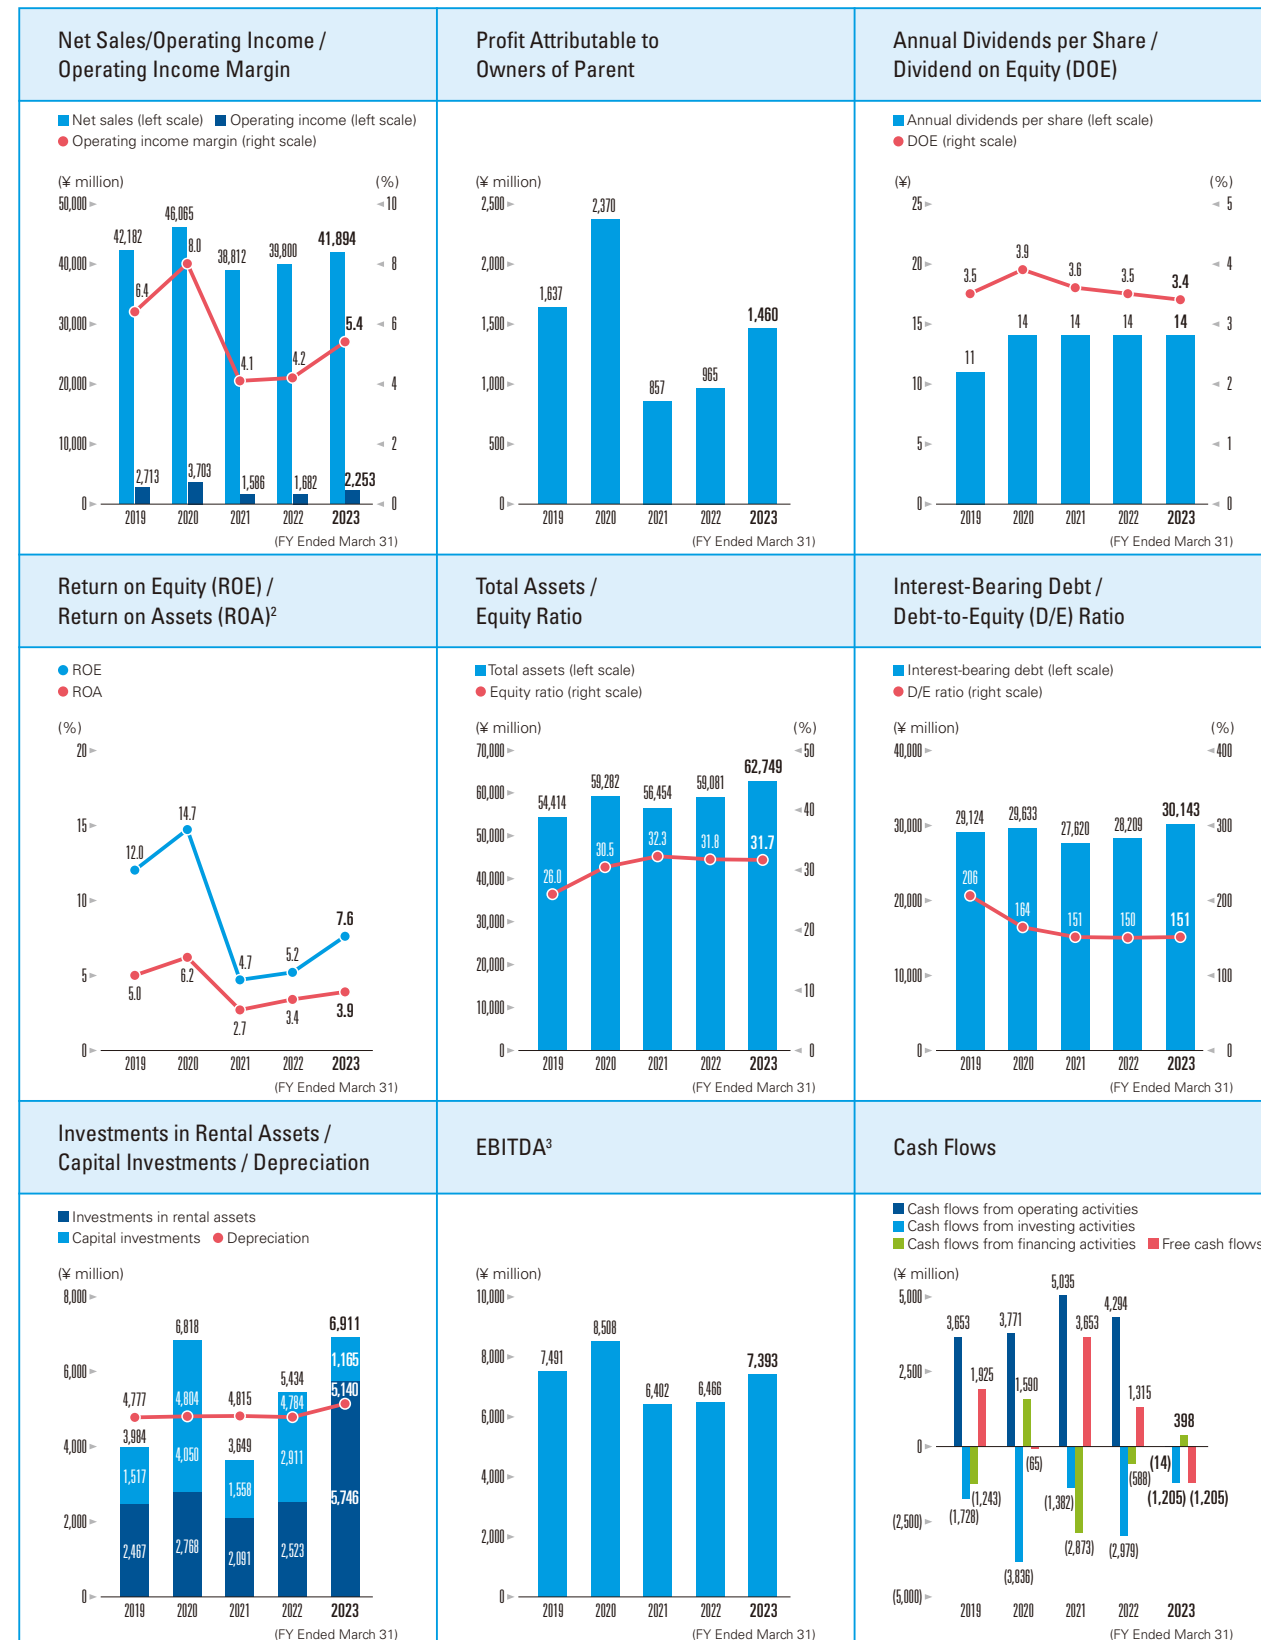 Net Sales/Operating Income /
Operating Income Margin
Net sales (left scale) Operating income (left scale)
Operating income margin (right scale)
(¥ million) (%)
50,000 10
40,000 8
30,000 6
20,000 4
10,000 2
0 0
42,182 46,065 38,812 39,800 41,894
6.4 8.0 4.1 4.2 5.4
2,713 3,703 1,586 1,682 2,253
2019 2020 2021 2022 2023
(FY Ended March 31)
Profit Attributable to
Owners of Parent
(¥ million)
2,500
2,000
1,500
1,000
500
0
1,637 2,370 857 965 1,460
2019 2020 2021 2022 2023
(FY Ended March 31)
Annual Dividends per Share /
Dividend on Equity (DOE)
Annual dividends per share (left scale)
DOE (right scale)
(¥) (%)
25 5
20 4
15 3
10 2
5 1
0 0
3.5 3.9 3.6 3.5 3.4
11 14 14 14 14
2019 2020 2021 2022 2023
(FY Ended March 31)
Return on Equity (ROE) /
Return on Assets (ROA)2
ROE
ROA
(%)
20
15
10
5
0
12.0 14.7 4.7 5.2 7.6
5.0 6.2 2.7 3.4 3.9
2019 2020 2021 2022 2023
(FY Ended March 31)
Total Assets /
Equity Ratio
Total assets (left scale)
Equity ratio (right scale)
(¥ million) (%)
70,000 50
60,000
50,000 40
40,000 30
30,000
20,000 20
10,000 10
0 0
54,414 59,282 56,454 59,081 62,749
26.0 30.5 32.3 31.8 31.7
2019 2020 2021 2022 2023
(FY Ended March 31)
Interest-Bearing Debt /
Debt-to-Equity (D/E) Ratio
Interest-bearing debt (left scale)
D/E ratio (right scale)
(¥ million) (%)
40,000 400
30,000 300
20,000 200
10,000 100
0 0
29,124 29,633 27,620 28,209 30,143
206 164 151 150 151
2019 2020 2021 2022 2023
(FY Ended March 31)
Investments in Rental Assets /
Capital Investments / Depreciation
Investments in rental assets
Capital investments Depreciation
(¥ million)
8,000
6,000
4,000
2,000
0
6,818 5,434 6,911
4,777 4,804 4,815 4,784 5,140
3,984 3,649
1,517 4,050 1,558 2,911 1,165
2,467 2,768 2,091 2,523 5,746
2019 2020 2021 2022 2023
(FY Ended March 31)
EBITDA3
(¥ million)
10,000
8,000
6,000
4,000
2,000
0
7,491 8,508 6,402 6,466 7,393
2019 2020 2021 2022 2023
(FY Ended March 31)
Cash Flows
Cash flows from operating activities
Cash flows from investing activities
Cash flows from financing activities Free cash flows
(¥ million)
5,000
2,500
0
(2,500)
(5,000)
3,653 3,771 5,035 4,294 (14)
(1,728) (3,836) (1,382) (2,979) (1,205)
(1,243) 1,590 (2,873) (588) 398
1,925 (65) 3,653 1,315 (1,205)
2019 2020 2021 2022 2023
(FY Ended March 31)